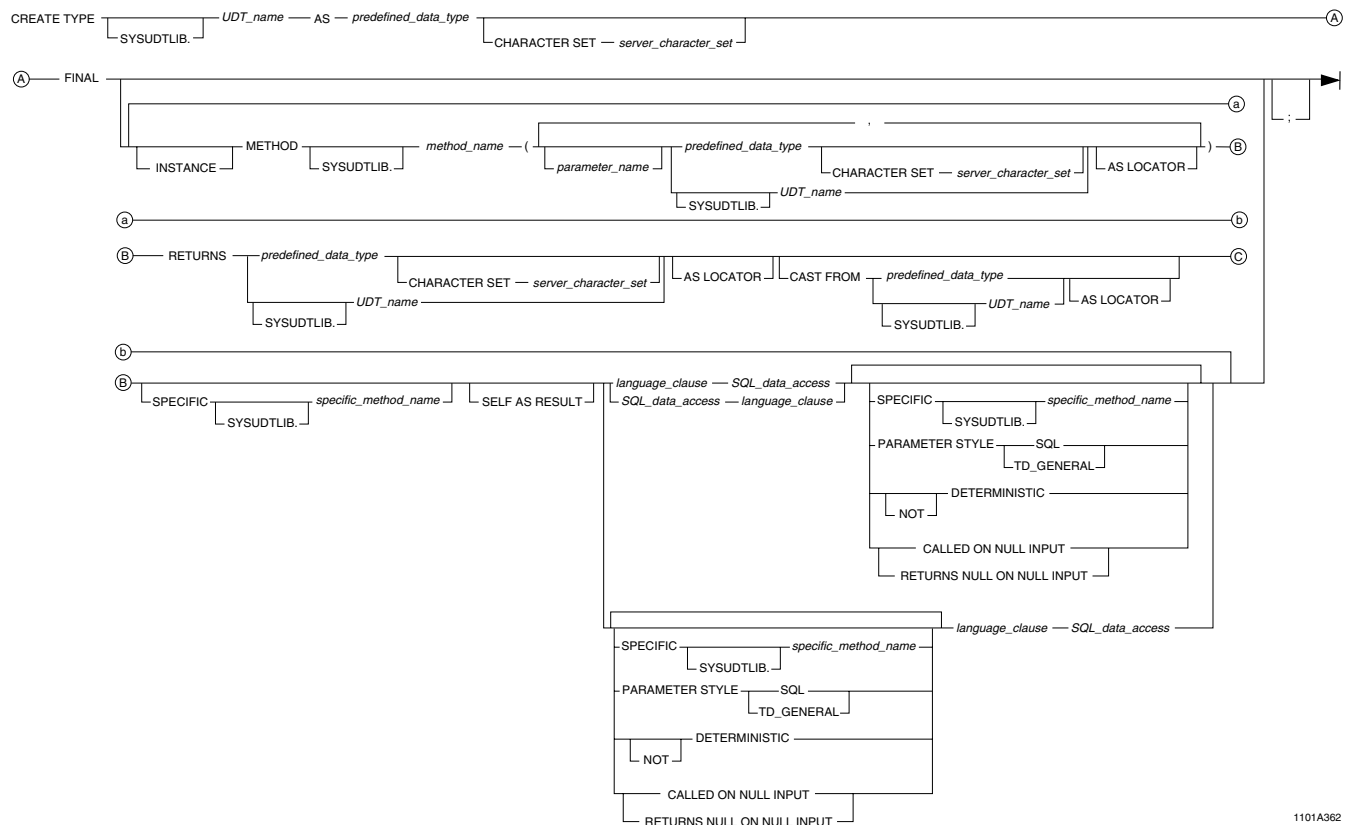 CREATE TYPE UDT_name AS predefined_data_type A
SYSUDTLIB. CHARACTER SET server_character_set
A FINAL
;
a
,
METHOD method_name ( predefined_data_type ) B
INSTANCE SYSUDTLIB. parameter_name CHARACTER SET server_character_set AS LOCATOR
UDT_name
SYSUDTLIB.
a b
B RETURNS predefined_data_type C
CHARACTER SET server_character_set AS LOCATOR CAST FROM predefined_data_type
UDT_name UDT_name AS LOCATOR
SYSUDTLIB. SYSUDTLIB.
b
B language_clause SQL_data_access
SPECIFIC specific_method_name SELF AS RESULT SQL_data_access language_clause SPECIFIC specific_method_name
SYSUDTLIB. SYSUDTLIB.
PARAMETER STYLE SQL
TD_GENERAL
DETERMINISTIC
NOT
CALLED ON NULL INPUT
RETURNS NULL ON NULL INPUT
language_clause SQL_data_access
SPECIFIC specific_method_name
SYSUDTLIB.
PARAMETER STYLE SQL
TD_GENERAL
DETERMINISTIC
NOT
CALLED ON NULL INPUT
RETURNS NULL ON NULL INPUT
1101A362